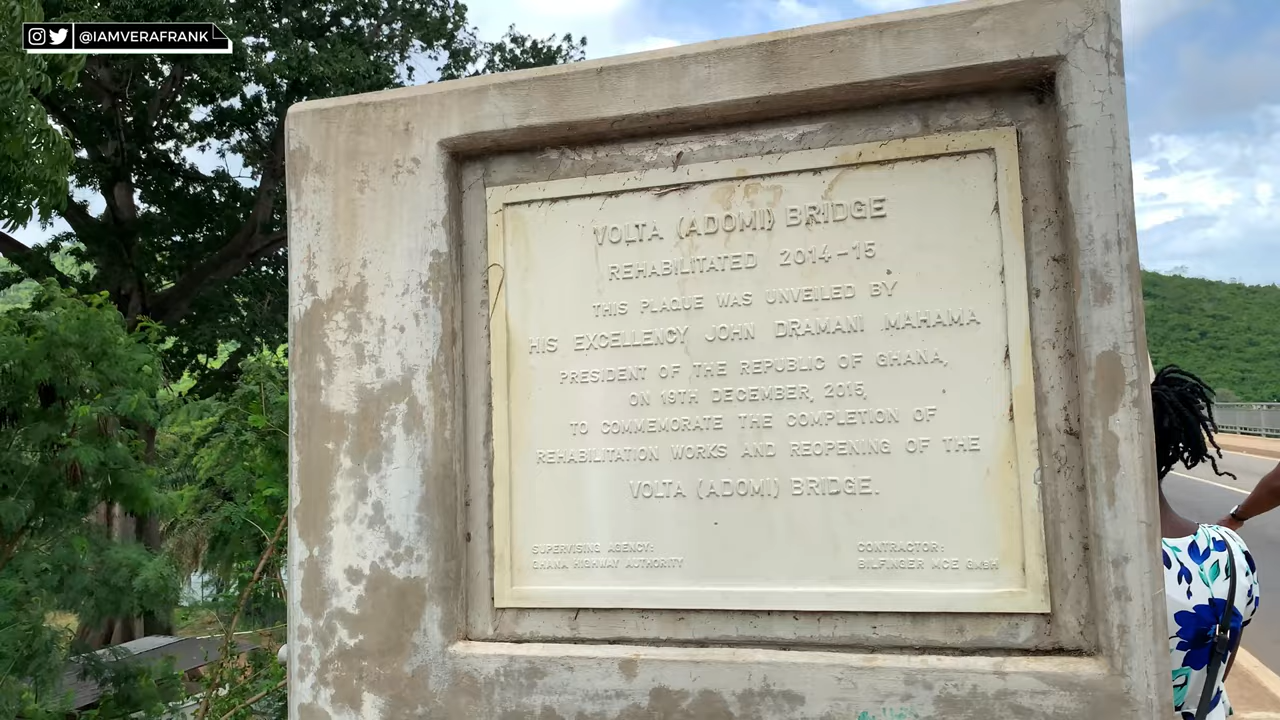 @IAMVERAFRANK
VOLTA (ADOMI) BRIDGE
REHABILITATED 2014-15
THIS PLAQUE WAS UNVEILED BY
HIS EXCELLENCY JOHN DRAMANI MAHAMA
PRESIDENT OF THE REPUBLIC OF GHANA,
ON 19TH DECEMBER, 2015,
TO COMMEMORATE THE COMPLETION OF
REHABILITATION WORKS AND REOPENING OF THE
VOLTA (ADOMI) BRIDGE.
SUPERVISING AGENCY:
GHANA HIGHWAY AUTHORITY
CONTRACTOR:
BILFINGER MCE GMBH